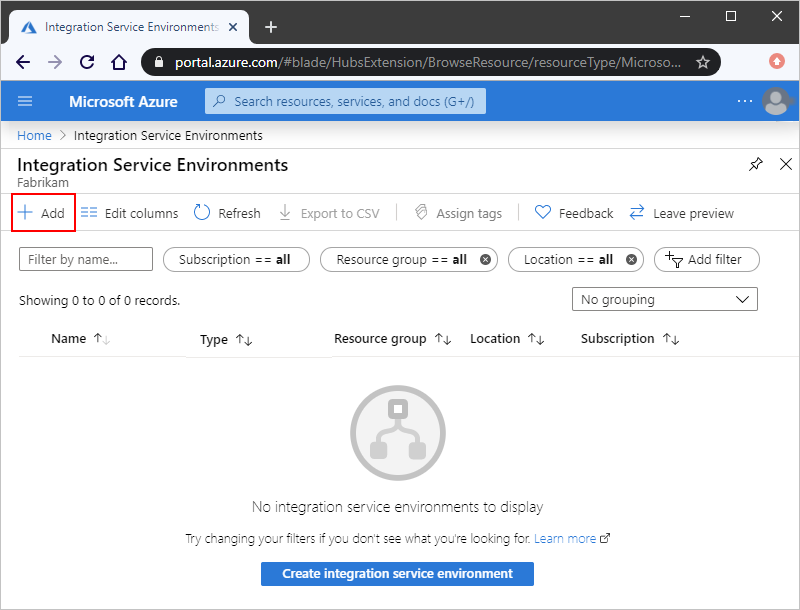 Integration Service Environments
portal.azure.com/#blade/HubsExtension/BrowseResource/resourceType/Microso...
Microsoft Azure
Search resources, services, and docs (G+/)
Home > Integration Service Environments
Integration Service Environments
Fabrikam
Add Edit columns Refresh Export to CSV Assign tags Feedback Leave preview
Filter by name... Subscription == all Resource group == all Location == all Add filter
Showing 0 to 0 of 0 records.
No grouping
Name Type Resource group Location Subscription
No integration service environments to display
Try changing your filters if you don't see what you're looking for. Learn more
Create integration service environment